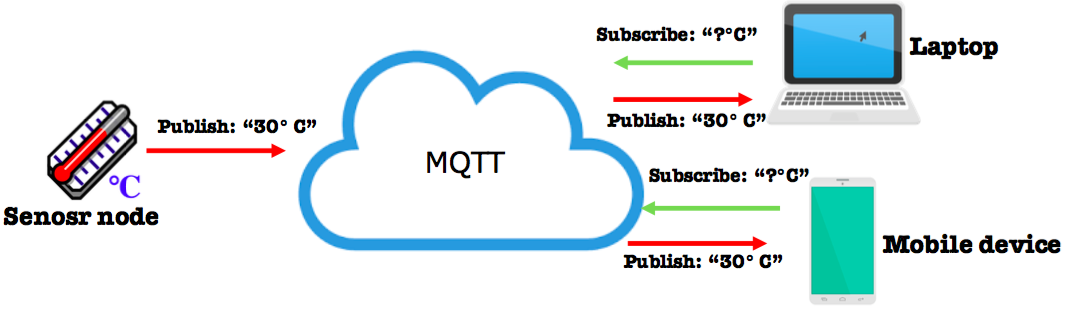 Subscribe: “?°C”
Laptop
Publish: “30° C”
Publish: “30° C”
MQTT
Subscribe: “?°C”
°C
Senosr node
Mobile device
Publish: “30° C”